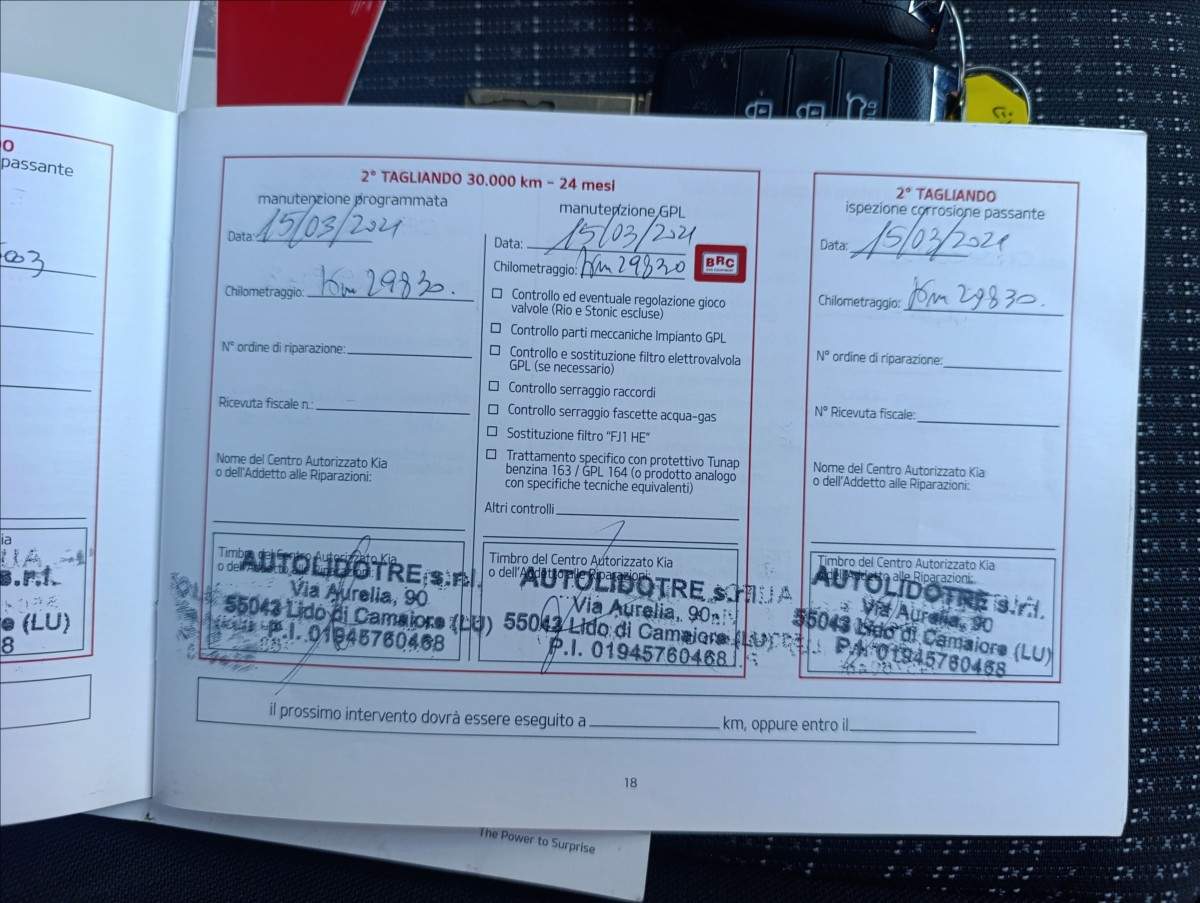 O
passante
2° TAGLIANDO 30.000 km - 24 mesi
manutenzione programmata
Data: 15/03/2021
Chilometraggio: Km 29830.
N° ordine di riparazione:
Ricevuta fiscale n.:
Nome del Centro Autorizzato Kia
o dell'Addetto alle Riparazioni:
Timbro del Centro Autorizzato Kia
AUTOLIDOTRE s.r.l.
Via Aurelia, 90
55043 Lido di Camaiore (LU)
P.I. 01945760468
manutenzione GPL
Data: 15/03/2021
Chilometraggio: Km 29830
BRC
☐ Controllo ed eventuale regolazione gioco
valvole (Rio e Stonic escluse)
☐ Controllo parti meccaniche Impianto GPL
☐ Controllo e sostituzione filtro elettrovalvola
GPL (se necessario)
☐ Controllo serraggio raccordi
☐ Controllo serraggio fascette acqua-gas
☐ Sostituzione filtro "FJ1 HE"
☐ Trattamento specifico con protettivo Tunap
benzina 163 / GPL 164 (o prodotto analogo
con specifiche tecniche equivalenti)
Altri controlli
Timbro del Centro Autorizzato Kia
o dell'Addetto alle Riparazioni:
AUTOLIDOTRE s.r.l.
Via Aurelia, 90
55043 Lido di Camaiore (LU)
P.I. 01945760468
2° TAGLIANDO
ispezione corrosione passante
Data: 15/03/2021
Chilometraggio: Km 29830.
N° ordine di riparazione:
N° Ricevuta fiscale:
Nome del Centro Autorizzato Kia
o dell'Addetto alle Riparazioni:
Timbro del Centro Autorizzato Kia
o dell'Addetto alle Riparazioni:
AUTOLIDOTRE s.r.l.
Via Aurelia, 90
55043 Lido di Camaiore (LU)
P.I. 01945760468
ia
s.r.l.
e (LU)
8
il prossimo intervento dovrà essere eseguito a km, oppure entro il
18
The Power to Surprise